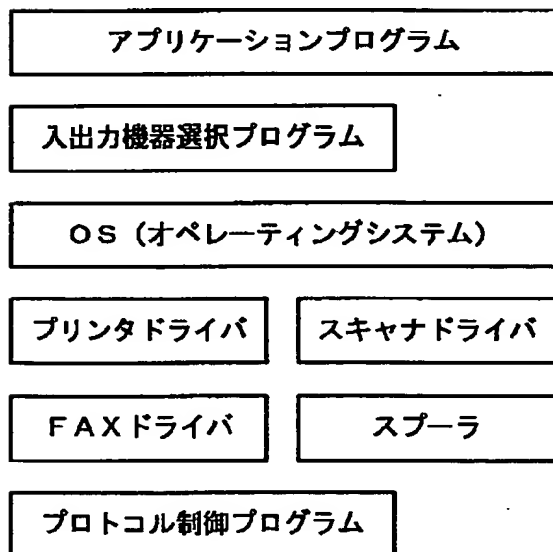 アプリケーションプログラム
入出力機器選択プログラム
OS(オペレーティングシステム)
プリンタドライバ
スキャナドライバ
FAXドライバ
スプーラ
プロトコル制御プログラム